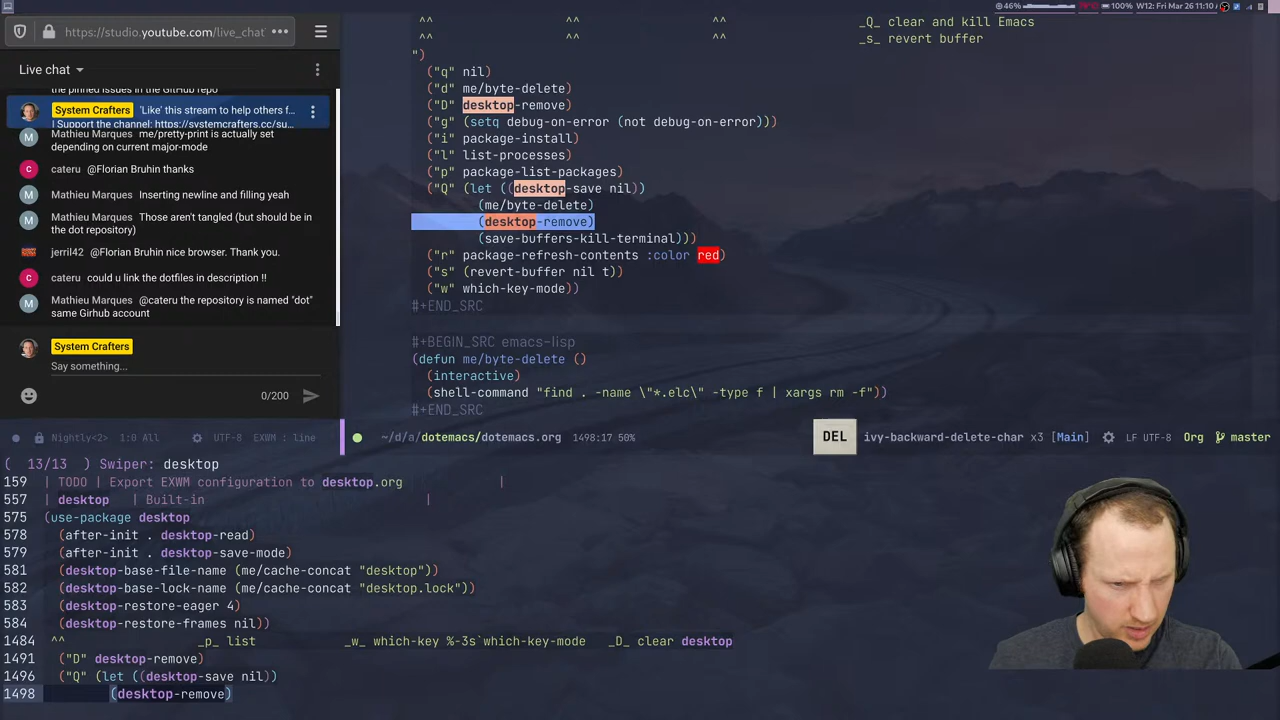 46%
100%
W12: Fri Mar 26 11:10
https://studio.youtube.com/live_chat
Live chat
the pinned issues in the GitHub repo
System Crafters 'Like' this stream to help others f...
| Support the channel: https://systemcrafters.cc/su...
Mathieu Marques me/pretty-print is actually set
depending on current major-mode
cateru @Florian Bruhin thanks
Mathieu Marques Inserting newline and filling yeah
Mathieu Marques Those aren't tangled (but should be in
the dot repository)
jerril42 @Florian Bruhin nice browser. Thank you.
cateru could u link the dotfiles in description !!
Mathieu Marques @cateru the repository is named "dot"
same Girhub account
System Crafters
Say something...
0/200
Nightly<2> 1:0 All UTF-8 EXWM : line
^^ ^^ ^^ _Q_ clear and kill Emacs
^^ ^^ ^^ _s_ revert buffer
")
("q" nil)
("d" me/byte-delete)
("D" desktop-remove)
("g" (setq debug-on-error (not debug-on-error)))
("i" package-install)
("l" list-processes)
("p" package-list-packages)
("Q" (let ((desktop-save nil))
(me/byte-delete)
(desktop-remove)
(save-buffers-kill-terminal)))
("r" package-refresh-contents :color red)
("s" (revert-buffer nil t))
("w" which-key-mode))
#+END_SRC
#+BEGIN_SRC emacs-lisp
(defun me/byte-delete ()
(interactive)
(shell-command "find . -name \"*.elc\" -type f | xargs rm -f"))
#+END_SRC
~/d/a/dotemacs/dotemacs.org 1498:17 50% DEL ivy-backward-delete-char x3 [Main] LF UTF-8 Org master
( 13/13 ) Swiper: desktop
159 | TODO | Export EXWM configuration to desktop.org |
557 | desktop | Built-in |
575 (use-package desktop
578 (after-init . desktop-read)
579 (after-init . desktop-save-mode)
581 (desktop-base-file-name (me/cache-concat "desktop"))
582 (desktop-base-lock-name (me/cache-concat "desktop.lock"))
583 (desktop-restore-eager 4)
584 (desktop-restore-frames nil))
1484 ^^ _p_ list _w_ which-key %-3s`which-key-mode _D_ clear desktop
1491 ("D" desktop-remove)
1496 ("Q" (let ((desktop-save nil))
1498 (desktop-remove)